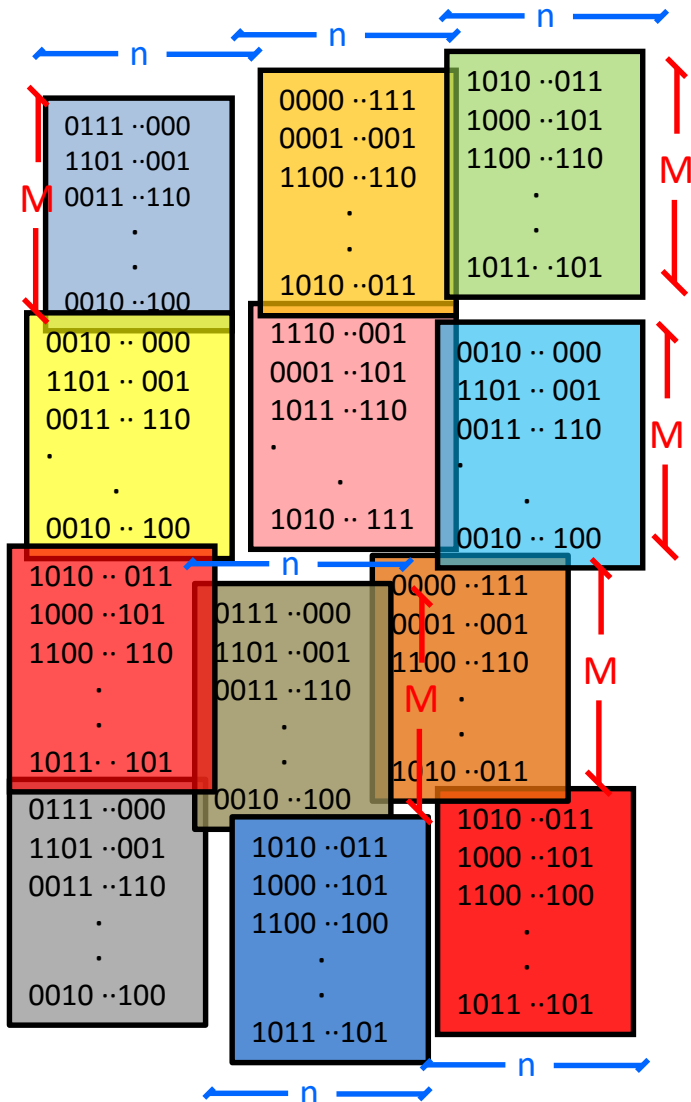 n
n
n
M
0111 ··000
1101 ··001
0011 ··110
.
.
0010 ··100
0000 ··111
0001 ··001
1100 ··110
.
.
1010 ··011
1010 ··011
1000 ··101
1100 ··110
.
.
1011· ·101
M
0010 ·· 000
1101 ·· 001
0011 ·· 110
.
.
0010 ·· 100
1110 ·· 001
0001 ·· 101
1011 ·· 110
.
.
1010 ·· 111
0010 ·· 000
1101 ·· 001
0011 ·· 110
.
.
0010 ·· 100
M
1010 ·· 011
1000 ··101
1100 ·· 110
.
.
1011· · 101
n
0111 ··000
1101 ··001
0011 ··110
.
.
0010 ··100
M
0000 ··111
0001 ··001
1100 ··110
.
.
1010 ··011
M
0111 ··000
1101 ··001
0011 ··110
.
.
0010 ··100
1010 ··011
1000 ··101
1100 ··100
.
.
1011 ··101
1010 ··011
1000 ··101
1100 ··100
.
.
1011 ··101
n
n